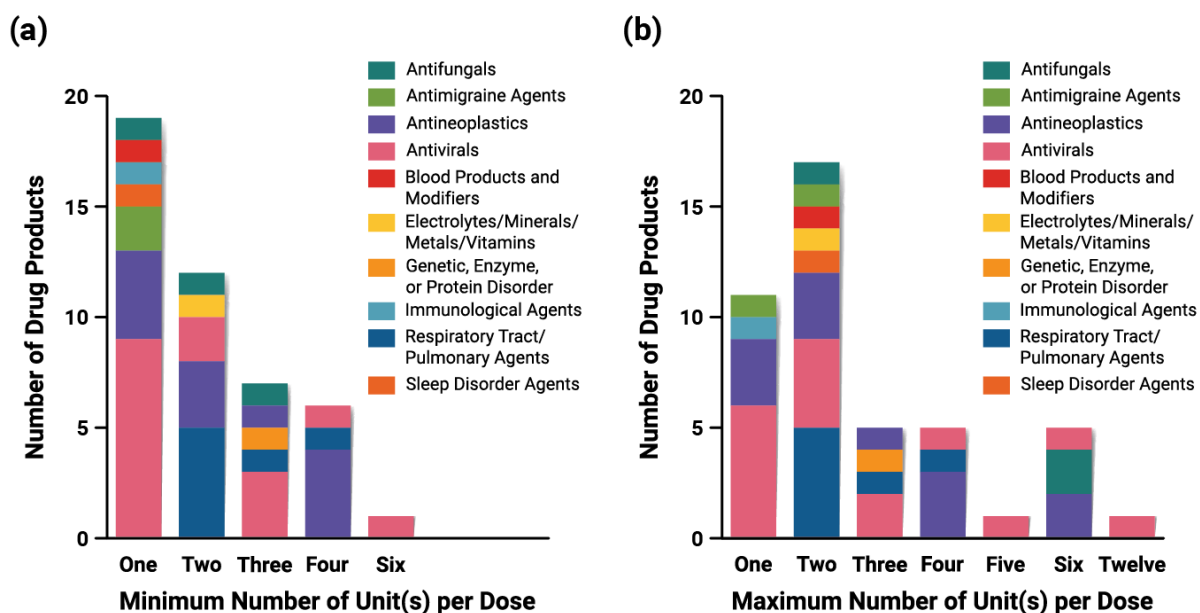 (a)
Antifungals
Antimigraine Agents
Antineoplastics
Antivirals
Blood Products and
Modifiers
Electrolytes/Minerals/
Metals/Vitamins
Genetic, Enzyme,
or Protein Disorder
Immunological Agents
Respiratory Tract/
Pulmonary Agents
Sleep Disorder Agents
Number of Drug Products
20
15
10
5
0
One Two Three Four Six
Minimum Number of Unit(s) per Dose
(b)
Antifungals
Antimigraine Agents
Antineoplastics
Antivirals
Blood Products and
Modifiers
Electrolytes/Minerals/
Metals/Vitamins
Genetic, Enzyme,
or Protein Disorder
Immunological Agents
Respiratory Tract/
Pulmonary Agents
Sleep Disorder Agents
Number of Drug Products
20
15
10
5
0
One Two Three Four Five Six Twelve
Maximum Number of Unit(s) per Dose